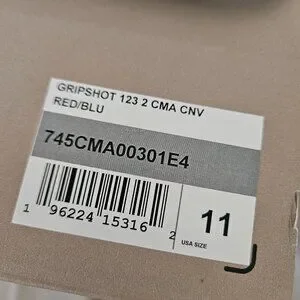 GRIPSHOT 123 2 CMA CNV
RED/BLU
745CMA00301E4
1 96224 15316 2
11
USA SIZE